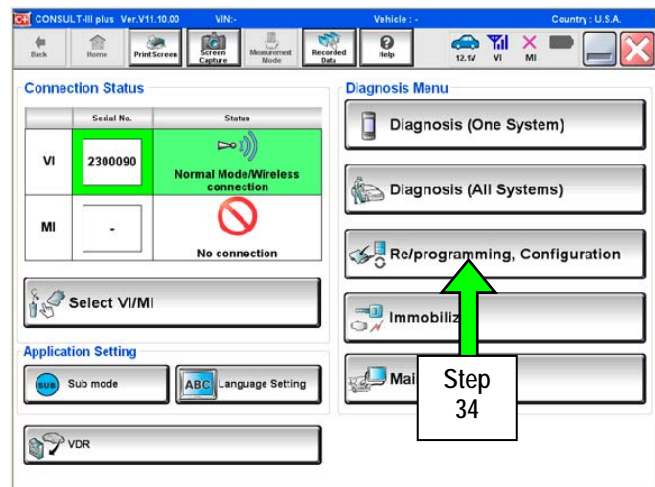 CONSULT-III plus Ver.V11.10.00 VIN:- Vehicle : - Country : U.S.A.
Back Home Print Screen Screen Capture Measurement Mode Recorded Data Help 12.1V VI MI
Connection Status
Serial No. Status
VI 2300090 Normal Mode/Wireless connection
MI - No connection
Select VI/MI
Application Setting
SUB Sub mode ABC Language Setting
VDR
Diagnosis Menu
Diagnosis (One System)
Diagnosis (All Systems)
Re/programming, Configuration
Immobiliz
Mai
Step
34